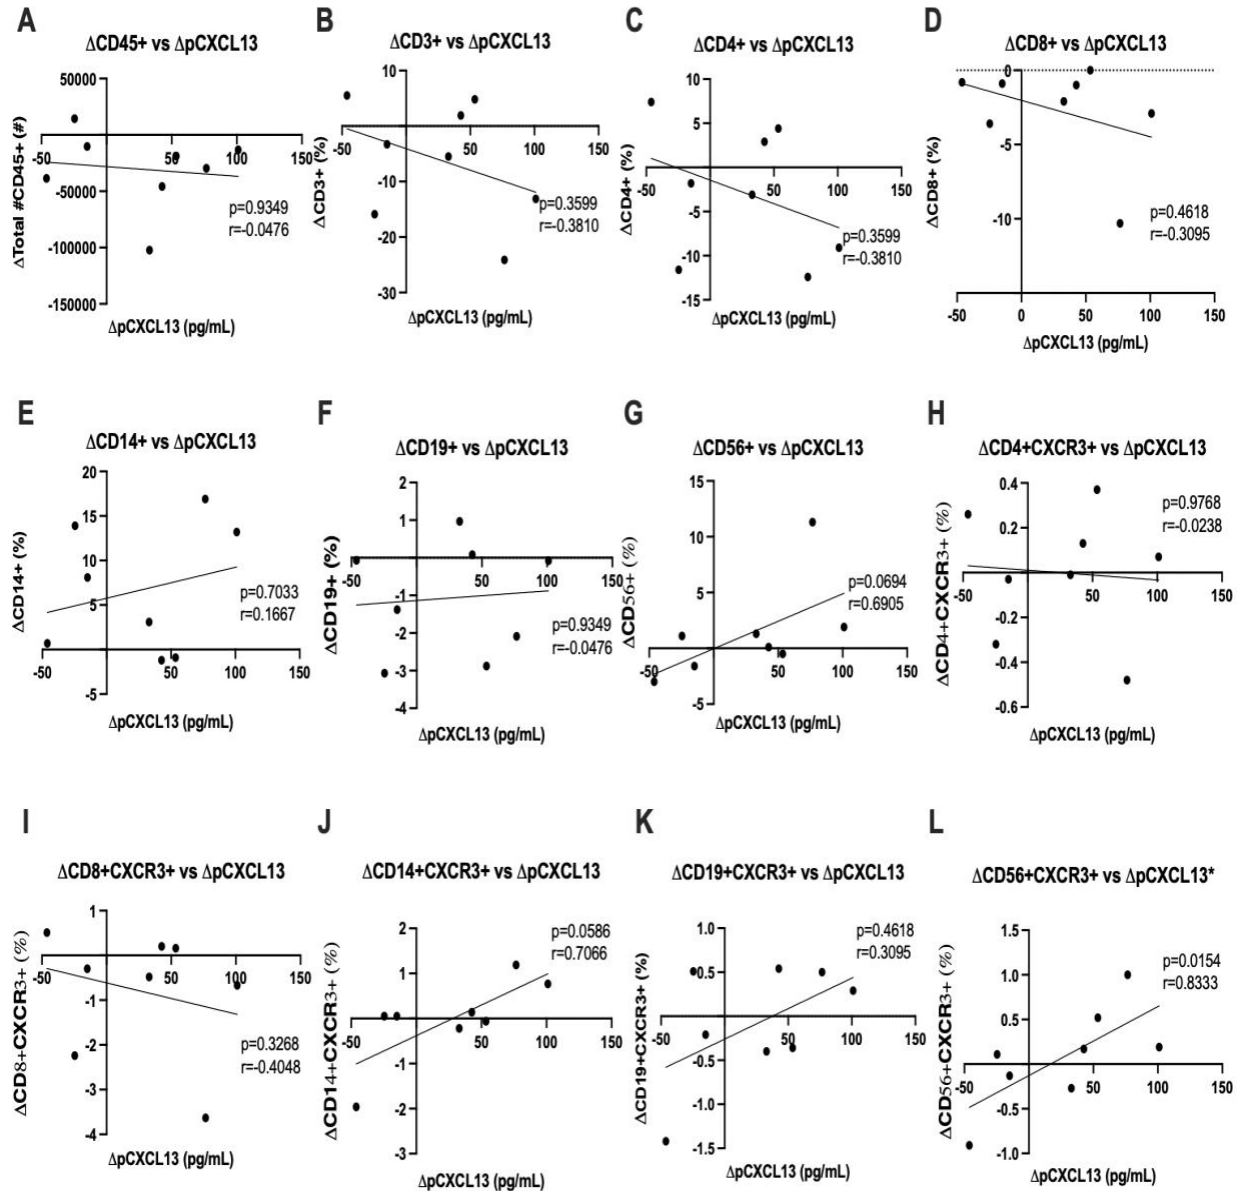 A
ΔCD45+ vs ΔpCXCL13
ΔTotal #CD45+ (#)
50000
-50
50
100
150
-50000
-100000
-150000
p=0.9349
r=-0.0476
ΔpCXCL13 (pg/mL)
B
ΔCD3+ vs ΔpCXCL13
ΔCD3+ (%)
10
-50
50
100
150
-10
-20
-30
p=0.3599
r=-0.3810
ΔpCXCL13 (pg/mL)
C
ΔCD4+ vs ΔpCXCL13
ΔCD4+ (%)
10
5
-50
50
100
150
-5
-10
-15
p=0.3599
r=-0.3810
ΔpCXCL13 (pg/mL)
D
ΔCD8+ vs ΔpCXCL13
ΔCD8+ (%)
0
-5
-10
p=0.4618
r=-0.3095
-50
0
50
100
150
ΔpCXCL13 (pg/mL)
E
ΔCD14+ vs ΔpCXCL13
ΔCD14+ (%)
20
15
10
5
-50
50
100
150
-5
p=0.7033
r=0.1667
ΔpCXCL13 (pg/mL)
F
ΔCD19+ vs ΔpCXCL13
ΔCD19+ (%)
2
1
-50
50
100
150
-1
-2
-3
-4
p=0.9349
r=-0.0476
ΔpCXCL13 (pg/mL)
G
ΔCD56+ vs ΔpCXCL13
ΔCD56+ (%)
15
10
5
-50
50
100
150
-5
p=0.0694
r=0.6905
ΔpCXCL13 (pg/mL)
H
ΔCD4+CXCR3+ vs ΔpCXCL13
ΔCD4+CXCR3+ (%)
0.4
0.2
-50
50
100
150
-0.2
-0.4
-0.6
p=0.9768
r=-0.0238
ΔpCXCL13 (pg/mL)
I
ΔCD8+CXCR3+ vs ΔpCXCL13
ΔCD8+CXCR3+ (%)
1
-50
50
100
150
-1
-2
-3
-4
p=0.3268
r=-0.4048
ΔpCXCL13 (pg/mL)
J
ΔCD14+CXCR3+ vs ΔpCXCL13
ΔCD14+CXCR3+ (%)
2
1
-50
50
100
150
-1
-2
-3
p=0.0586
r=0.7066
ΔpCXCL13 (pg/mL)
K
ΔCD19+CXCR3+ vs ΔpCXCL13
ΔCD19+CXCR3+ (%)
1.0
0.5
-50
50
100
150
-0.5
-1.0
-1.5
p=0.4618
r=0.3095
ΔpCXCL13 (pg/mL)
L
ΔCD56+CXCR3+ vs ΔpCXCL13*
ΔCD56+CXCR3+ (%)
1.5
1.0
0.5
-50
50
100
150
-0.5
-1.0
p=0.0154
r=0.8333
ΔpCXCL13 (pg/mL)